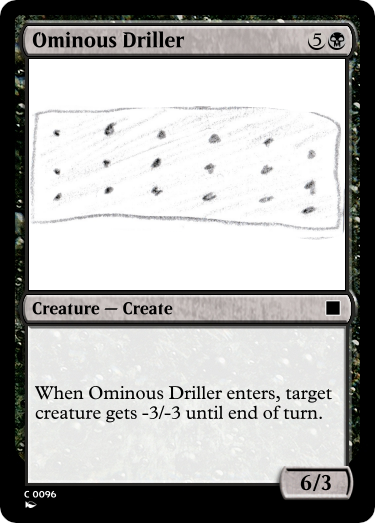 Ominous Driller 5
Creature — Create
When Ominous Driller enters, target
creature gets -3/-3 until end of turn.
6/3
C 0096